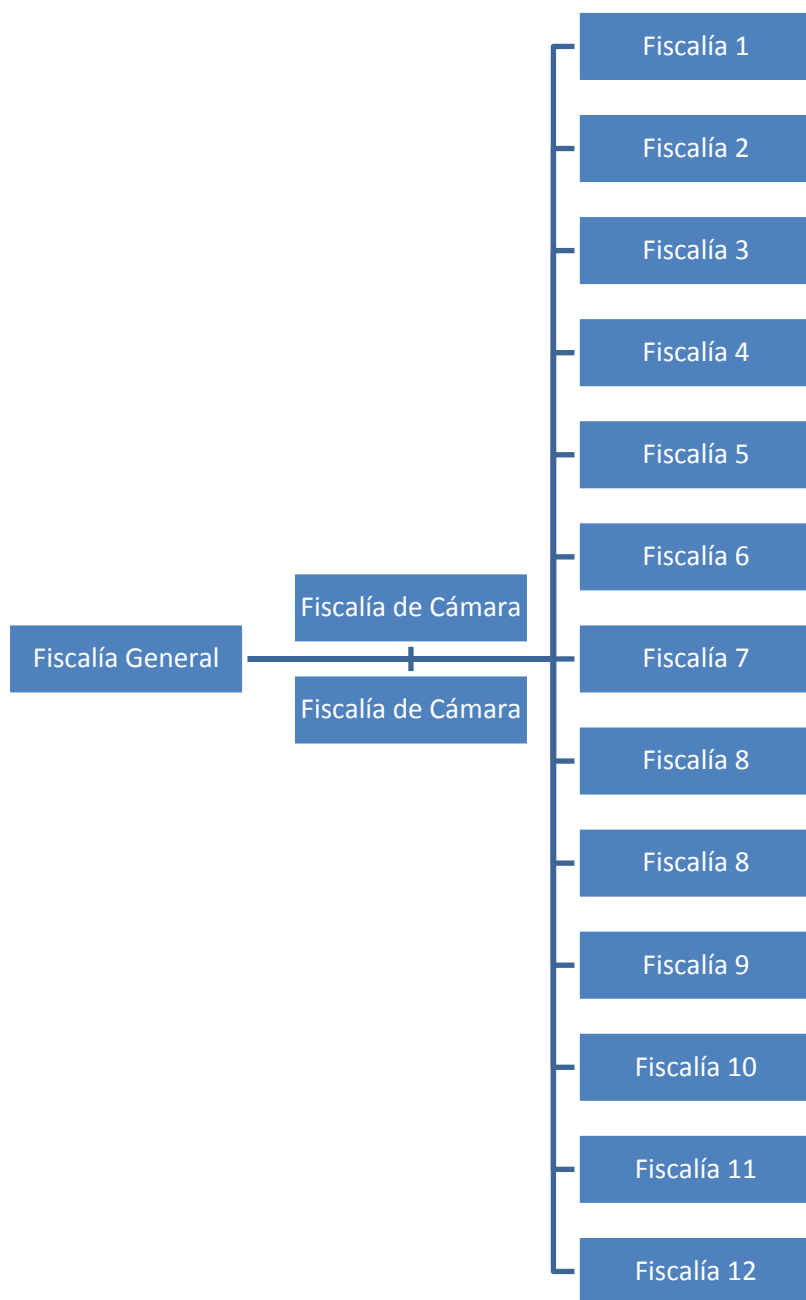 Fiscalía General
Fiscalía de Cámara
Fiscalía de Cámara
Fiscalía 1
Fiscalía 2
Fiscalía 3
Fiscalía 4
Fiscalía 5
Fiscalía 6
Fiscalía 7
Fiscalía 8
Fiscalía 8
Fiscalía 9
Fiscalía 10
Fiscalía 11
Fiscalía 12